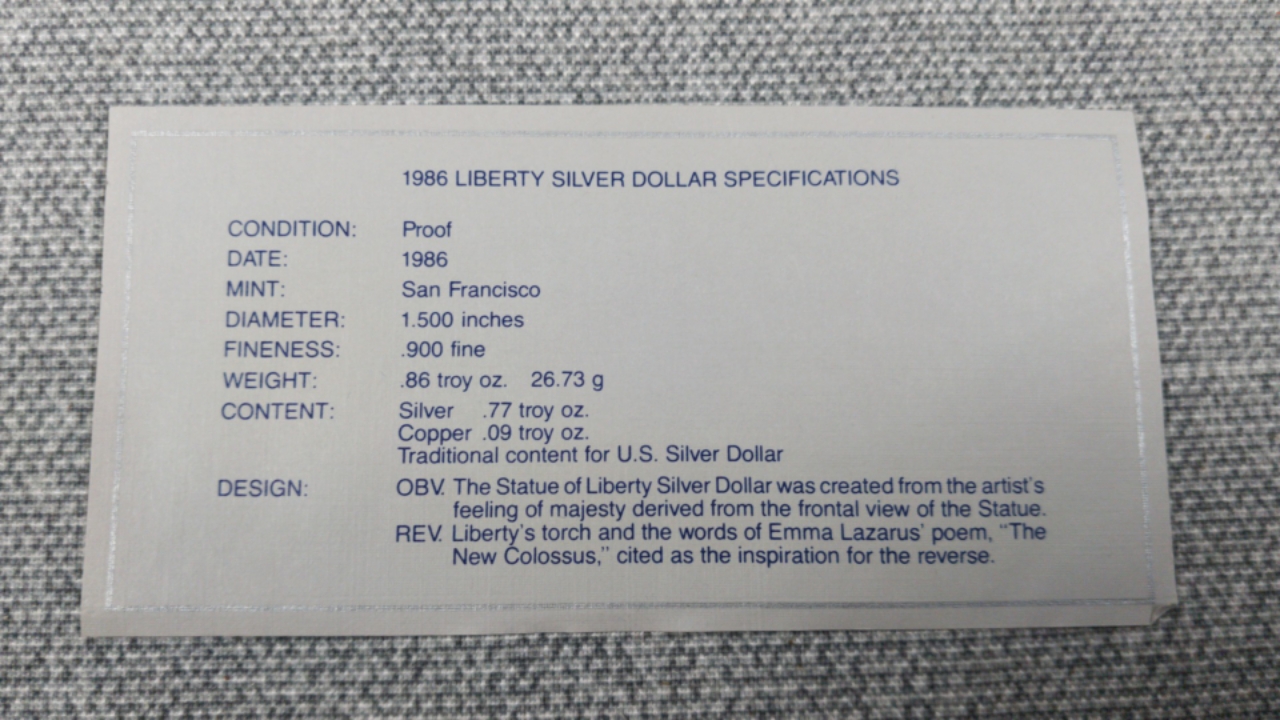 1986 LIBERTY SILVER DOLLAR SPECIFICATIONS
CONDITION: Proof
DATE: 1986
MINT: San Francisco
DIAMETER: 1.500 inches
FINENESS: .900 fine
WEIGHT: .86 troy oz. 26.73 g
CONTENT: Silver .77 troy oz.
Copper .09 troy oz.
Traditional content for U.S. Silver Dollar
DESIGN: OBV. The Statue of Liberty Silver Dollar was created from the artist's
feeling of majesty derived from the frontal view of the Statue.
REV. Liberty's torch and the words of Emma Lazarus' poem, "The
New Colossus," cited as the inspiration for the reverse.